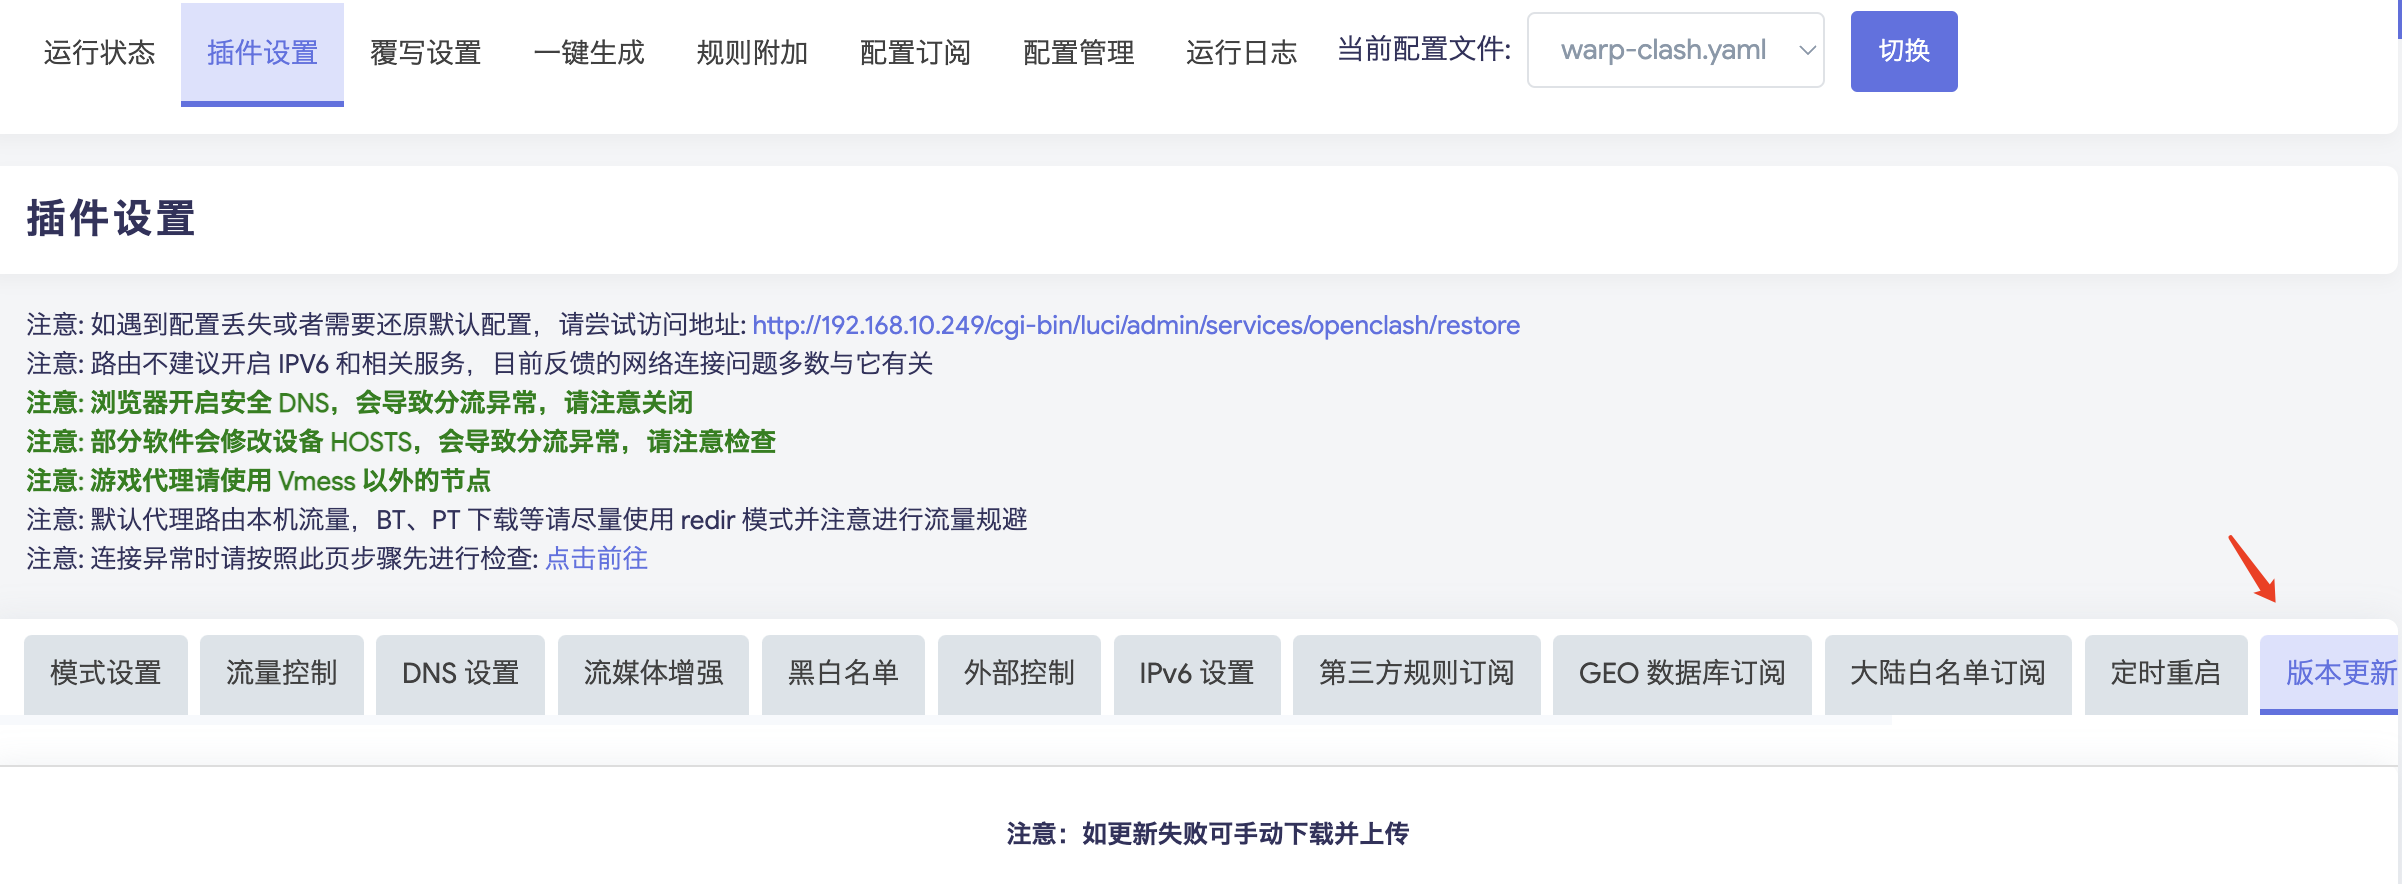 运行状态 插件设置 覆写设置 一键生成 规则附加 配置订阅 配置管理 运行日志 当前配置文件: warp-clash.yaml 切换
插件设置
注意: 如遇到配置丢失或者需要还原默认配置，请尝试访问地址: http://192.168.10.249/cgi-bin/luci/admin/services/openclash/restore
注意: 路由不建议开启 IPV6 和相关服务，目前反馈的网络连接问题多数与它有关
注意: 浏览器开启安全 DNS，会导致分流异常，请注意关闭
注意: 部分软件会修改设备 HOSTS，会导致分流异常，请注意检查
注意: 游戏代理请使用 Vmess 以外的节点
注意: 默认代理路由本机流量，BT、PT 下载等请尽量使用 redir 模式并注意进行流量规避
注意: 连接异常时请按照此页步骤先进行检查: 点击前往
模式设置 流量控制 DNS 设置 流媒体增强 黑白名单 外部控制 IPv6 设置 第三方规则订阅 GEO 数据库订阅 大陆白名单订阅 定时重启 版本更新
注意：如更新失败可手动下载并上传